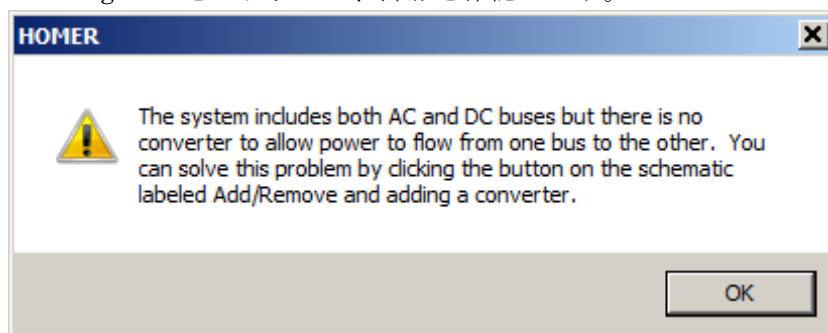 HOMER
The system includes both AC and DC buses but there is no
converter to allow power to flow from one bus to the other. You
can solve this problem by clicking the button on the schematic
labeled Add/Remove and adding a converter.
OK